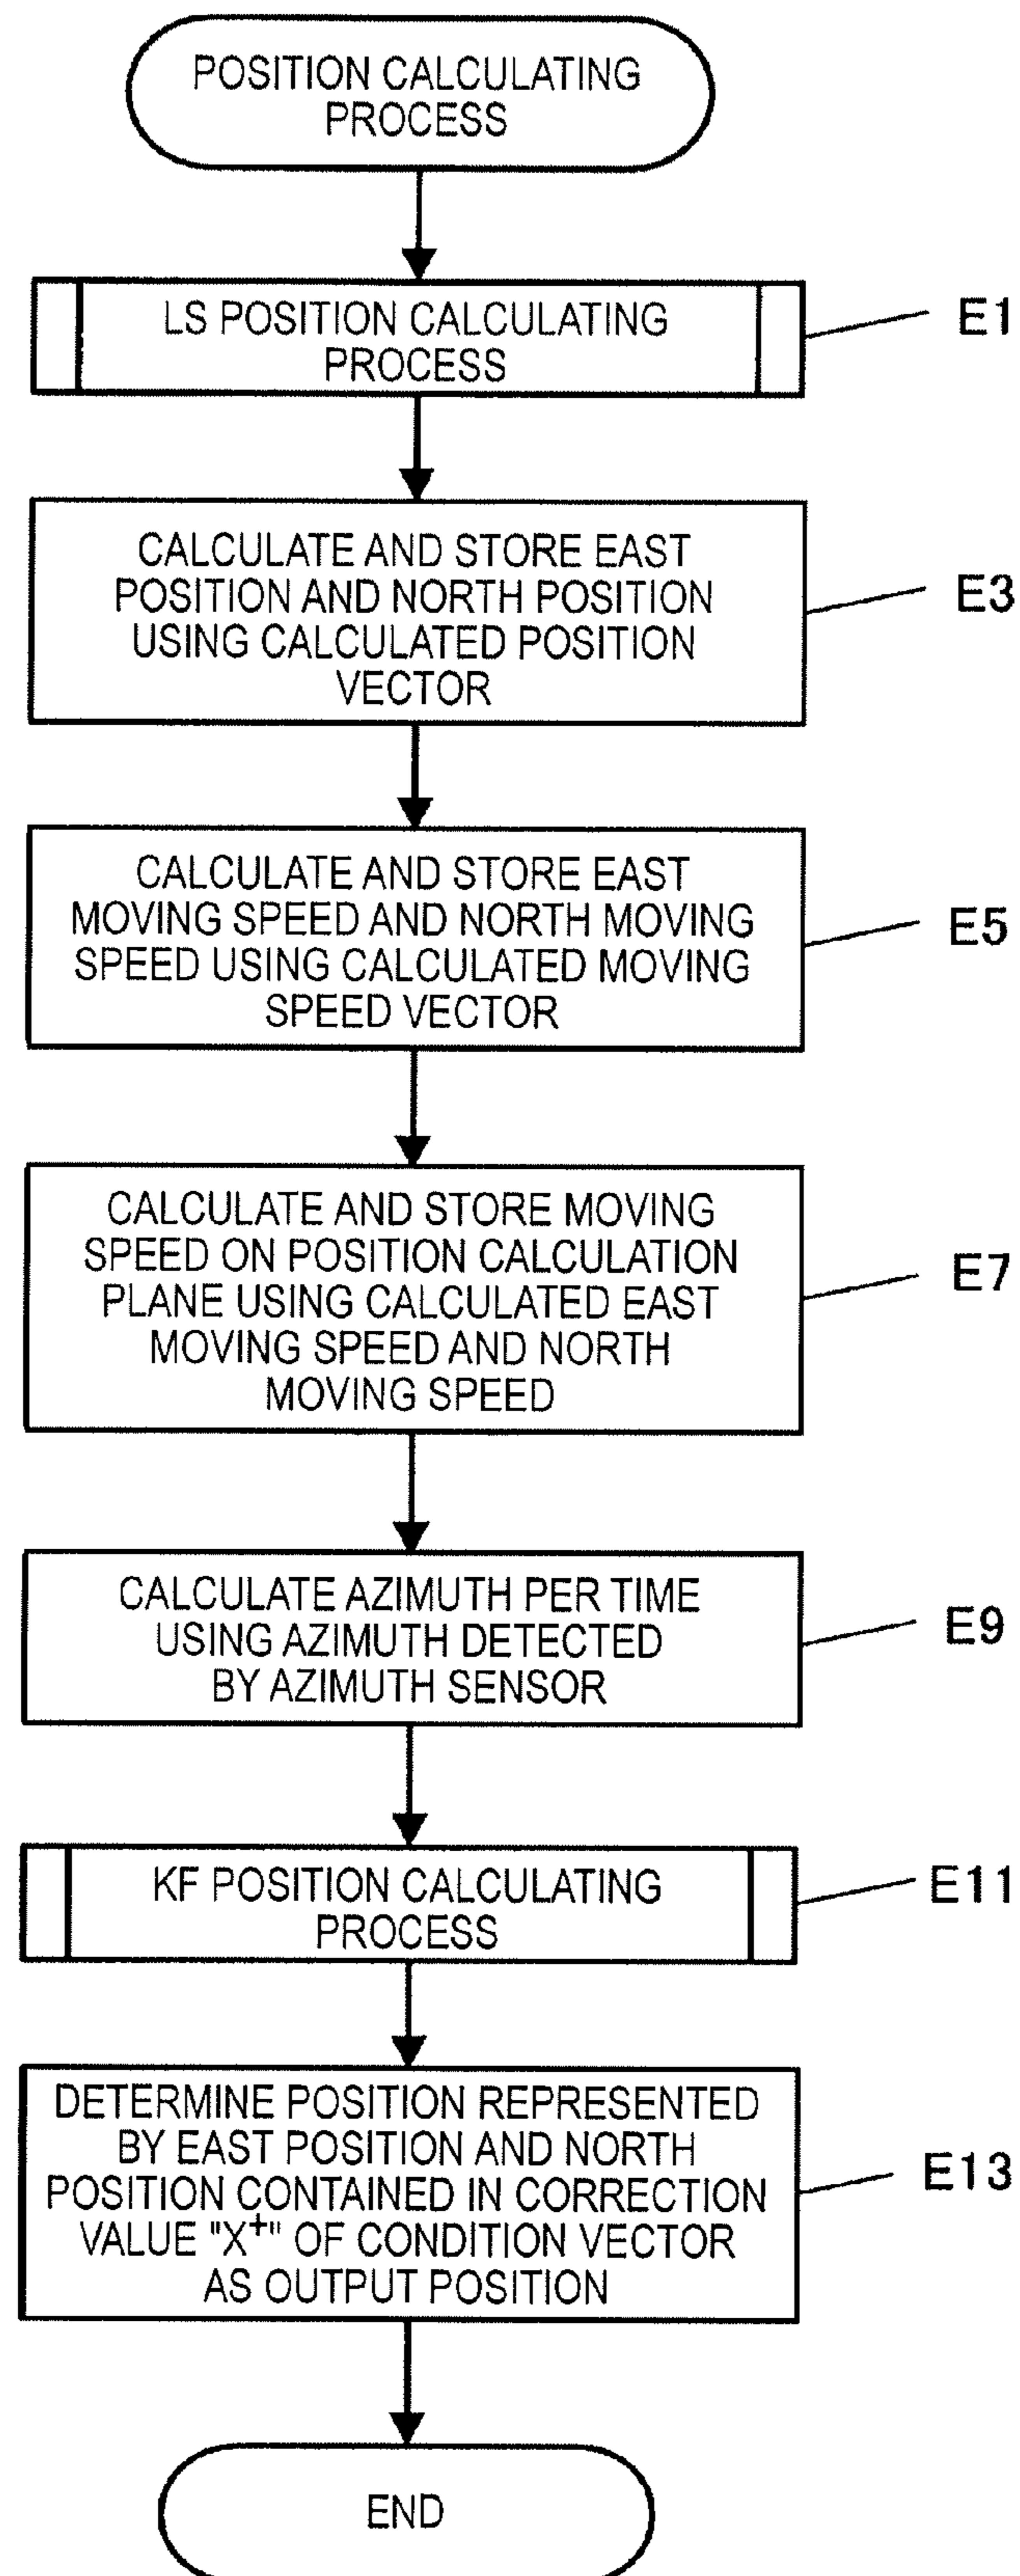 POSITION CALCULATING
PROCESS
LS POSITION CALCULATING
PROCESS
E1
CALCULATE AND STORE EAST
POSITION AND NORTH POSITION
USING CALCULATED POSITION
VECTOR
E3
CALCULATE AND STORE EAST
MOVING SPEED AND NORTH MOVING
SPEED USING CALCULATED MOVING
SPEED VECTOR
E5
CALCULATE AND STORE MOVING
SPEED ON POSITION CALCULATION
PLANE USING CALCULATED EAST
MOVING SPEED AND NORTH
MOVING SPEED
E7
CALCULATE AZIMUTH PER TIME
USING AZIMUTH DETECTED
BY AZIMUTH SENSOR
E9
KF POSITION CALCULATING
PROCESS
E11
DETERMINE POSITION REPRESENTED
BY EAST POSITION AND NORTH
POSITION CONTAINED IN CORRECTION
VALUE "X⁺" OF CONDITION VECTOR
AS OUTPUT POSITION
E13
END